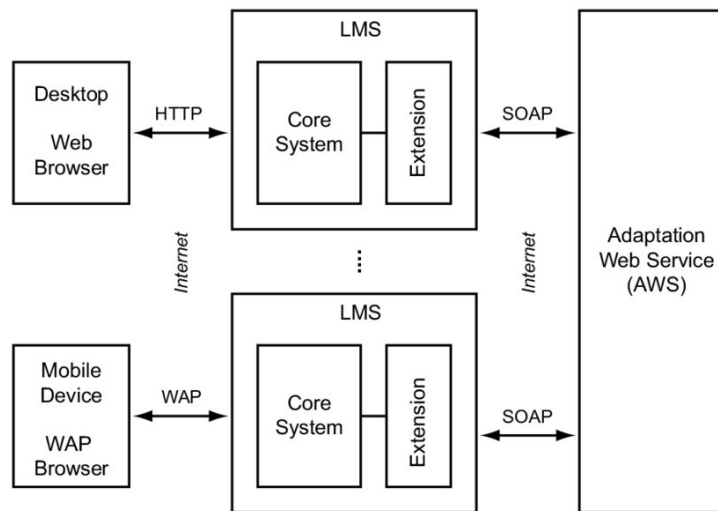 LMS
Desktop
Web
Browser
HTTP
Core
System
Extension
SOAP
Internet
Internet
Adaptation
Web Service
(AWS)
LMS
Mobile
Device
WAP
Browser
WAP
Core
System
Extension
SOAP